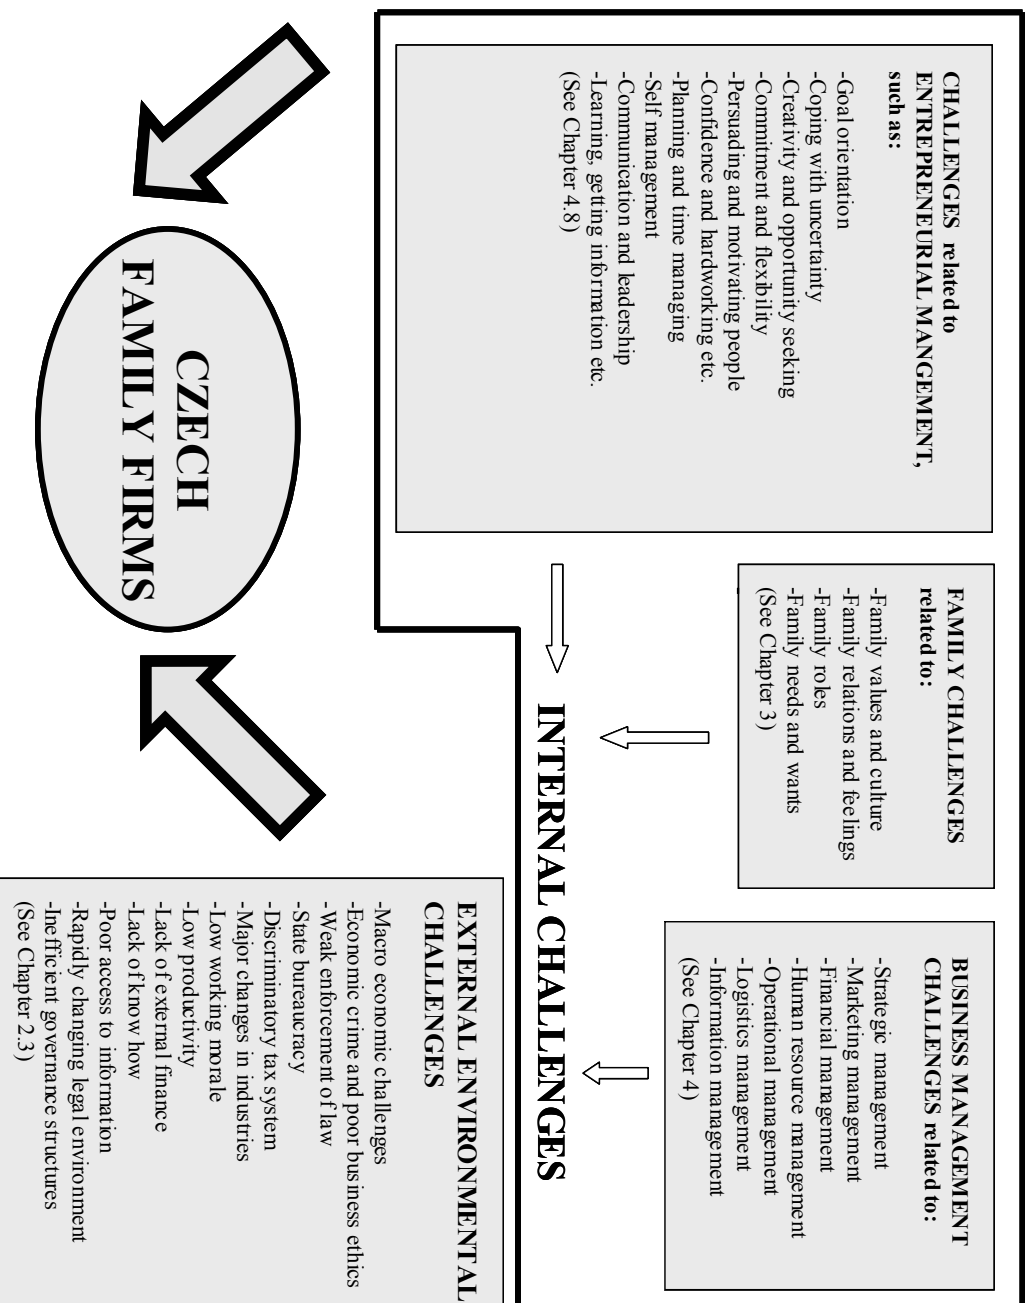 CHALLENGES related to
ENTREPRENEURIAL MANGEMENT,
such as:
-Goal orientation
-Coping with uncertainty
-Creativity and opportunity seeking
-Commitment and flexibility
-Persuading and motivating people
-Confidence and hardworking etc.
-Planning and time managing
-Self management
-Communication and leadership
-Learning, getting information etc.
(See Chapter 4.8)
FAMILY CHALLENGES
related to:
-Family values and culture
-Family relations and feelings
-Family roles
-Family needs and wants
(See Chapter 3)
BUSINESS MANAGEMENT
CHALLENGES related to:
-Strategic management
-Marketing management
-Financial management
-Human resource management
-Operational management
-Logistics management
-Information management
(See Chapter 4)
INTERNAL CHALLENGES
CZECH
FAMILY FIRMS
EXTERNAL ENVIRONMENTAL
CHALLENGES
-Macro economic challenges
-Economic crime and poor business ethics
-Weak enforcement of law
-State bureaucracy
-Discriminatory tax system
-Major changes in industries
-Low working morale
-Low productivity
-Lack of external finance
-Lack of know how
-Poor access to information
-Rapidly changing legal environment
-Inefficient governance structures
(See Chapter 2.3)